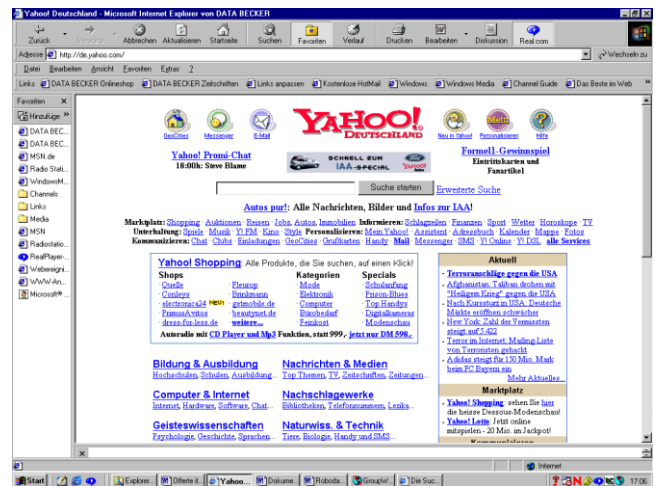 Yahoo! Deutschland - Microsoft Internet Explorer von DATA BECKER
Zurück Vorwärts Abbrechen Aktualisieren Startseite Suchen Favoriten Verlauf Drucken Bearbeiten Diskussion Real.com
Adresse http://de.yahoo.com/ Wechseln zu
Datei Bearbeiten Ansicht Favoriten Extras ?
Links DATA BECKER Onlineshop DATA BECKER Zeitschriften Links anpassen Kostenlose HotMail Windows Windows Media Channel Guide Das Beste im Web
Favoriten
Hinzufüge
DATA BEC...
DATA BEC...
MSN.de
Radio Stati...
WindowsM...
Channels
Links
Media
MSN
Radiostatio...
RealPlayer...
Webereigni...
WWW-An...
Microsoft®...
YAHOO!
DEUTSCHLAND
GeoCities Messenger E-Mail Neu in Yahoo! Personalisieren Hilfe
Yahoo! Promi-Chat
18:00h: Steve Blame
SCHNELL ZUM
IAA-SPECIAL
Formell-Gewinnspiel
Eintrittskarten und
Fanartikel
Suche starten Erweiterte Suche
Autos pur!: Alle Nachrichten, Bilder und Infos zur IAA!
Marktplatz: Shopping · Auktionen · Reisen · Jobs, Autos, Immobilien Informieren: Schlagzeilen · Finanzen · Sport · Wetter · Horoskope · TV
Unterhaltung: Spiele · Musik · Y! FM · Kino · Style Personalisieren: Mein Yahoo! · Assistent · Adressbuch · Kalender · Mappe · Fotos
Kommunizieren: Chat · Clubs · Einladungen · GeoCities · Grußkarten · Handy · Mail · Messenger · SMS · Y! Online · Y! DSL alle Services
Yahoo! Shopping: Alle Produkte, die Sie suchen, auf einen Klick!
Shops Kategorien Specials
· Quelle · Fleurop · Mode · Schulanfang
· Conleys · Brinkmann · Elektronik · Prison-Blues
· electronica24 NEU! · getmobile.de · Computer · Top Handys
· PrimusAvitos · beautynet.de · Bürobedarf · Digitalkameras
· dress-for-less.de weitere... · Feinkost · Modenschau
Autoradio mit CD Player und Mp3 Funktion, statt 999,- jetzt nur DM 598,-
Bildung & Ausbildung
Hochschulen, Schulen, Ausbildung...
Nachrichten & Medien
Top Themen, TV, Zeitschriften, Zeitungen...
Computer & Internet
Internet, Hardware, Software, Chat...
Nachschlagewerke
Bibliotheken, Telefonnummern, Lexika...
Geisteswissenschaften
Psychologie, Geschichte, Sprachen...
Naturwiss. & Technik
Tiere, Biologie, Handy und SMS...
Aktuell
· Terroranschläge gegen die USA
· Afghanistan: Taliban drohen mit
"Heiligem Krieg" gegen die USA
· Nach Kurssturz in USA: Deutsche
Märkte eröffnen schwächer
· New York: Zahl der Vermissten
steigt auf 5.422
· Terror im Internet: Mailing-Liste
von Terroristen gehackt
· Adidas steigt für 150 Mio. Mark
beim FC Bayern ein
Mehr Aktuelles...
Marktplatz
· Yahoo! Shopping: sehen Sie hier
die heisse Dessous-Modenschau!
· Yahoo! Lotto: Jetzt online
mitspielen - 20 Mio. im Jackpot!
Kommunizieren
Internet
Start Explorer... Offerte it... Yahoo... Dokume... Roboda... GroupW... Die Suc... 17:06